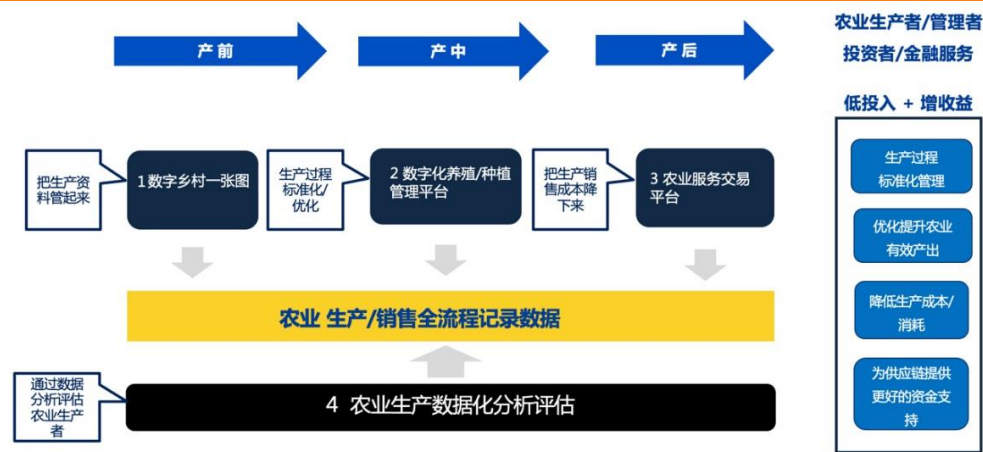 农业生产者/管理者
投资者/金融服务
产 前
产 中
产 后
低投入 + 增收益
把生产资
料管起来
1数字乡村一张图
生产过程
标准化/
优化
2 数字化养殖/种植
管理平台
把生产销
售成本降
下来
3 农业服务交易
平台
生产过程
标准化管理
优化提升农业
有效产出
降低生产成本/
消耗
为供应链提供
更好的资金支
持
农业 生产/销售全流程记录数据
通过数据
分析评估
农业生产
者
4 农业生产数据化分析评估